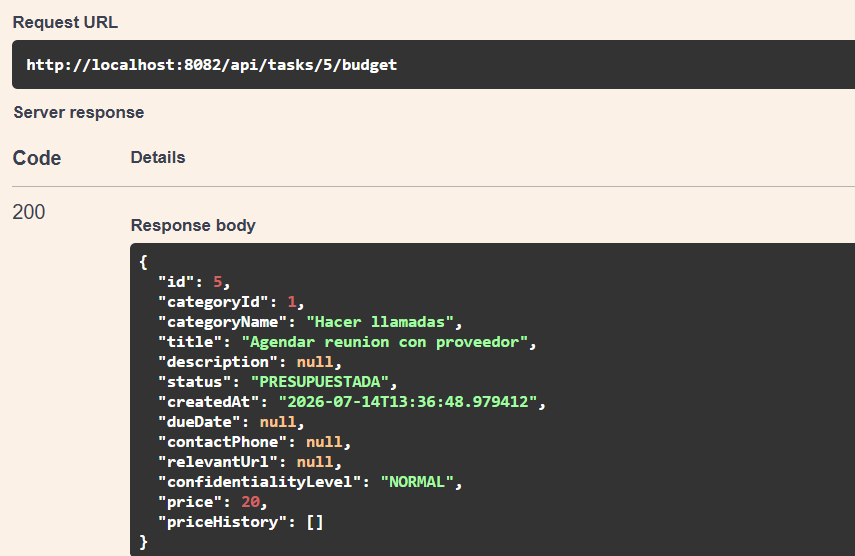 Request URL
http://localhost:8082/api/tasks/5/budget
Server response
Code Details
200
Response body
{
  "id": 5,
  "categoryId": 1,
  "categoryName": "Hacer llamadas",
  "title": "Agendar reunion con proveedor",
  "description": null,
  "status": "PRESUPUESTADA",
  "createdAt": "2026-07-14T13:36:48.979412",
  "dueDate": null,
  "contactPhone": null,
  "relevantUrl": null,
  "confidentialityLevel": "NORMAL",
  "price": 20,
  "priceHistory": []
}